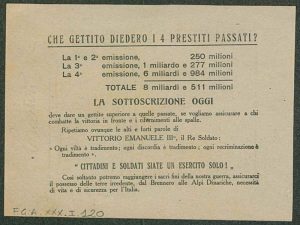 CHE GETTITO DIEDERO I 4 PRESTITI PASSATI?
La 1ª e 2ª emissione, 250 milioni
La 3ª emissione, 1 miliardo e 277 milioni
La 4ª emissione, 6 miliardi e 984 milioni
TOTALE 8 miliardi e 511 milioni
LA SOTTOSCRIZIONE OGGI
deve dare un gettito superiore a quelle passate, se vogliamo assicurare a chi
combatte la vittoria in fronte e i rifornimenti alle spalle.
Ripetiamo ovunque le alti e forti parole di
VITTORIO EMANUELE IIIº, il Re Soldato:
« Ogni viltà è tradimento; ogni discordia è tradimento; ogni recriminazione è
tradimento ».
" CITTADINI E SOLDATI SIATE UN ESERCITO SOLO! "
Così soltanto potremo raggiungere i sacri fini della nostra guerra, assicurarci
il possesso delle terre irredente, dal Brennero alle Alpi Dinariche, necessità
di vita e di sicurezza per l'Italia.
F.G.A. XXX. I. 120